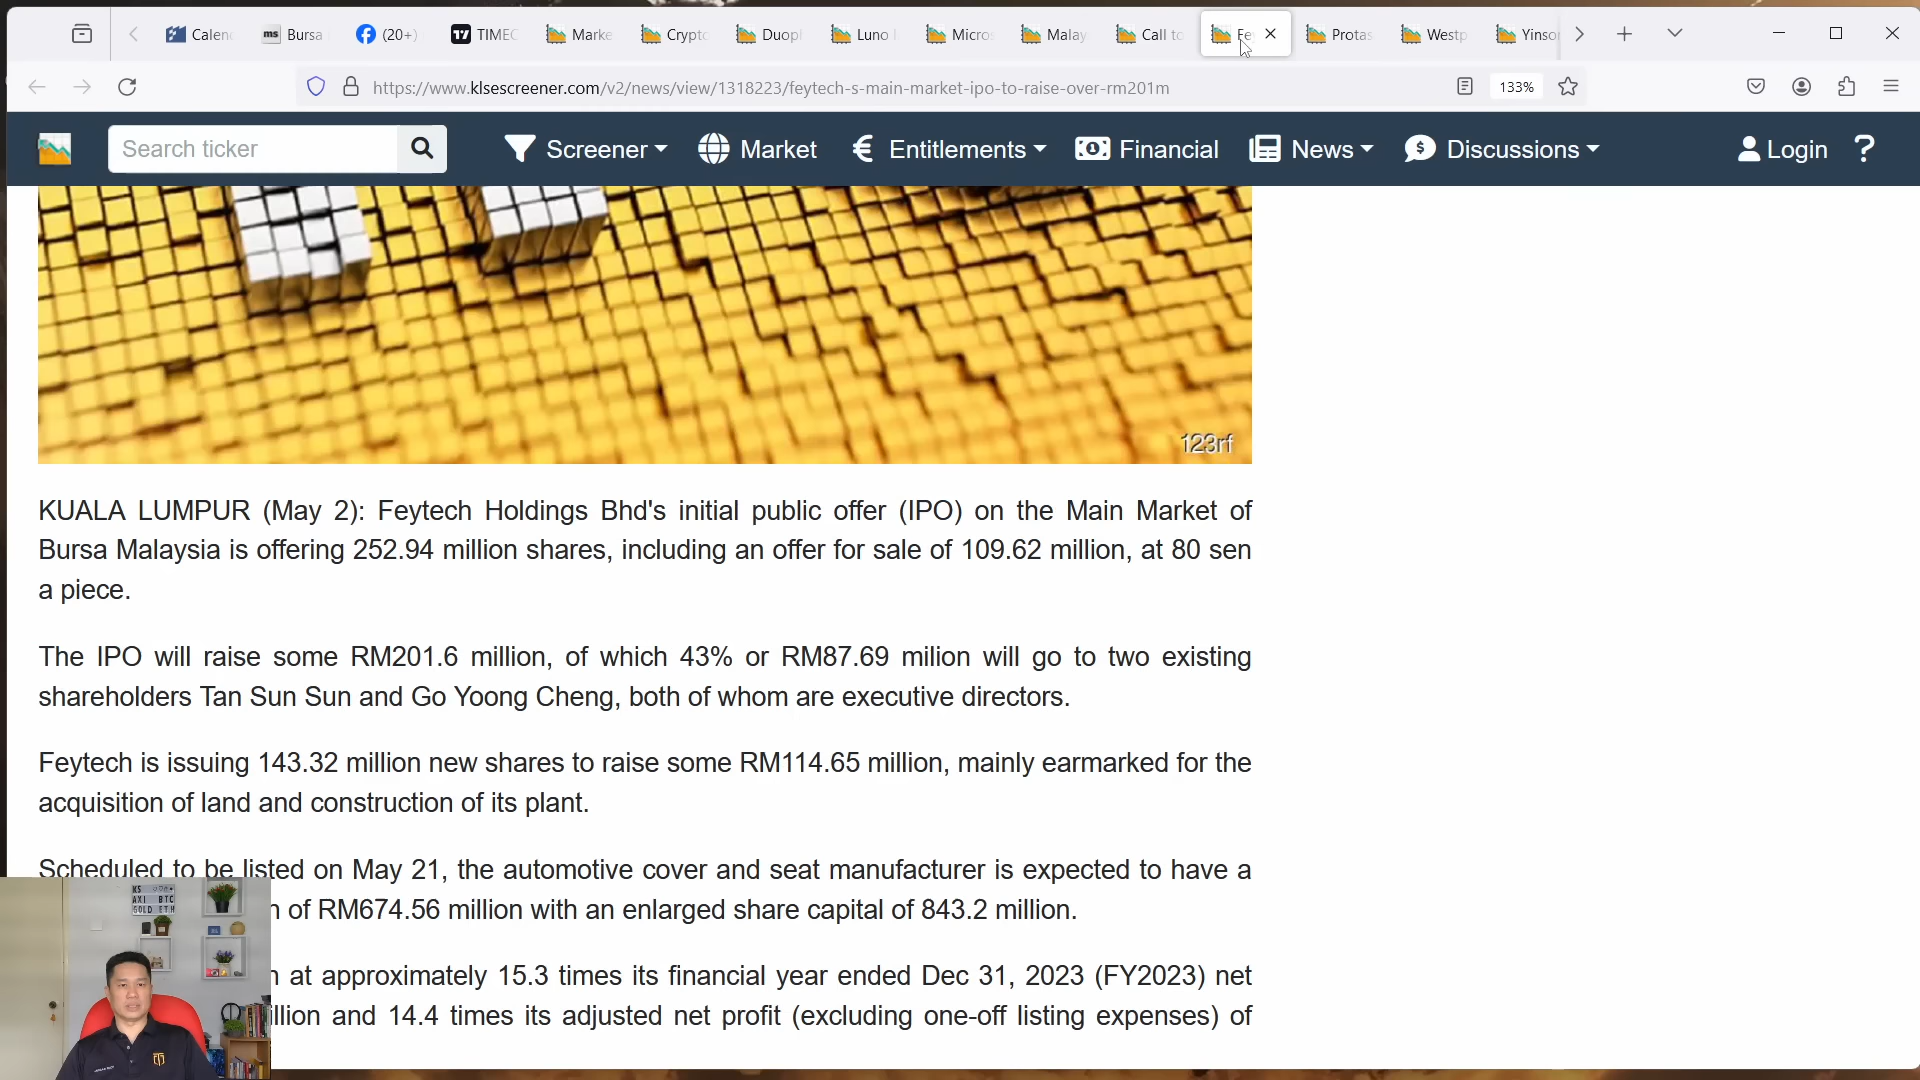 Calen
ms Bursa
(20+)
TIMEC
Marke
Crypto
Duoph
Luno
Micros
Malay
Call to
Fe
Protas
Westp
Yinson
https://www.klsescreener.com/v2/news/view/1318223/feytech-s-main-market-ipo-to-raise-over-rm201m
133%
Search ticker
Screener
Market
Entitlements
Financial
News
Discussions
Login
?
123rf
KUALA LUMPUR (May 2): Feytech Holdings Bhd's initial public offer (IPO) on the Main Market of
Bursa Malaysia is offering 252.94 million shares, including an offer for sale of 109.62 million, at 80 sen
a piece.
The IPO will raise some RM201.6 million, of which 43% or RM87.69 milion will go to two existing
shareholders Tan Sun Sun and Go Yoong Cheng, both of whom are executive directors.
Feytech is issuing 143.32 million new shares to raise some RM114.65 million, mainly earmarked for the
acquisition of land and construction of its plant.
Scheduled to be listed on May 21, the automotive cover and seat manufacturer is expected to have a
n of RM674.56 million with an enlarged share capital of 843.2 million.
at approximately 15.3 times its financial year ended Dec 31, 2023 (FY2023) net
llion and 14.4 times its adjusted net profit (excluding one-off listing expenses) of
KS
AXI BTC
GOLD ETH